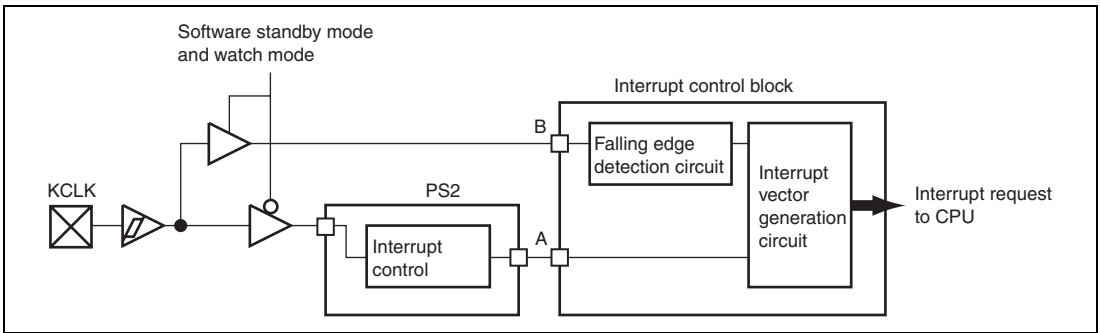 Software standby mode
and watch mode
Interrupt control block
B
Falling edge
detection circuit
KCLK
PS2
Interrupt
vector
generation
circuit
Interrupt request
to CPU
A
Interrupt
control